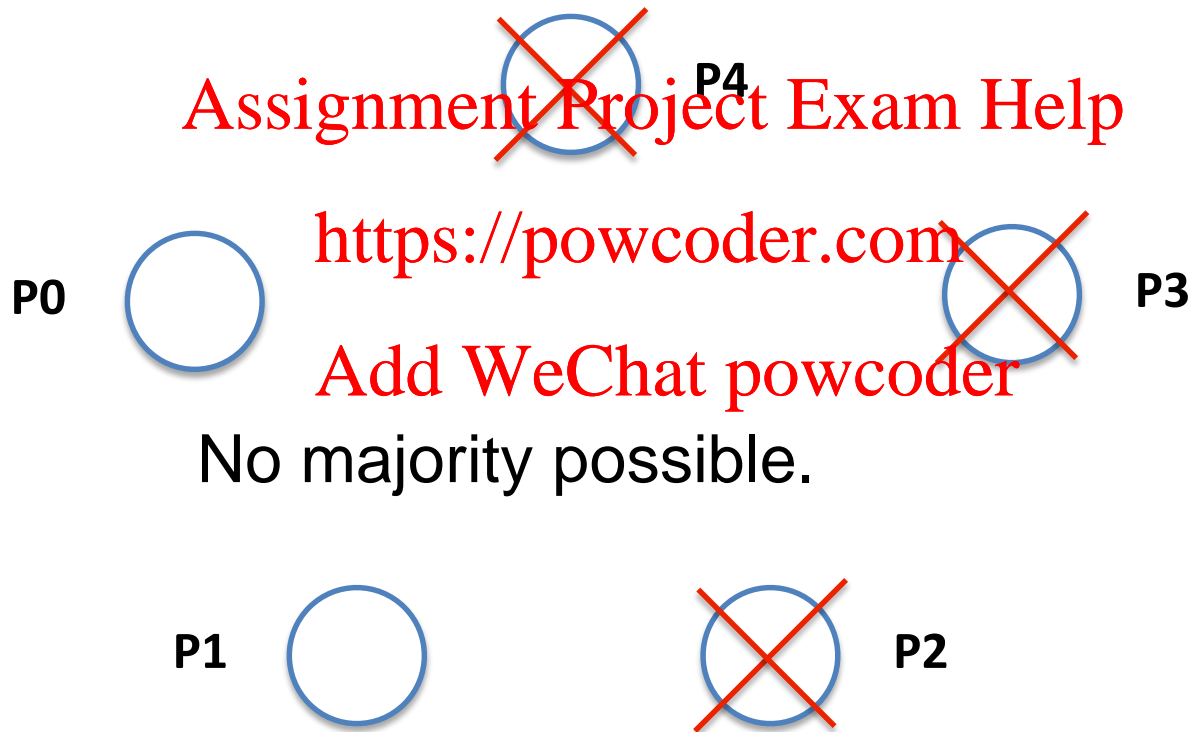 P4
Assignment Project Exam Help
https://powcoder.com
P0
P3
Add WeChat powcoder
No majority possible.
P1
P2